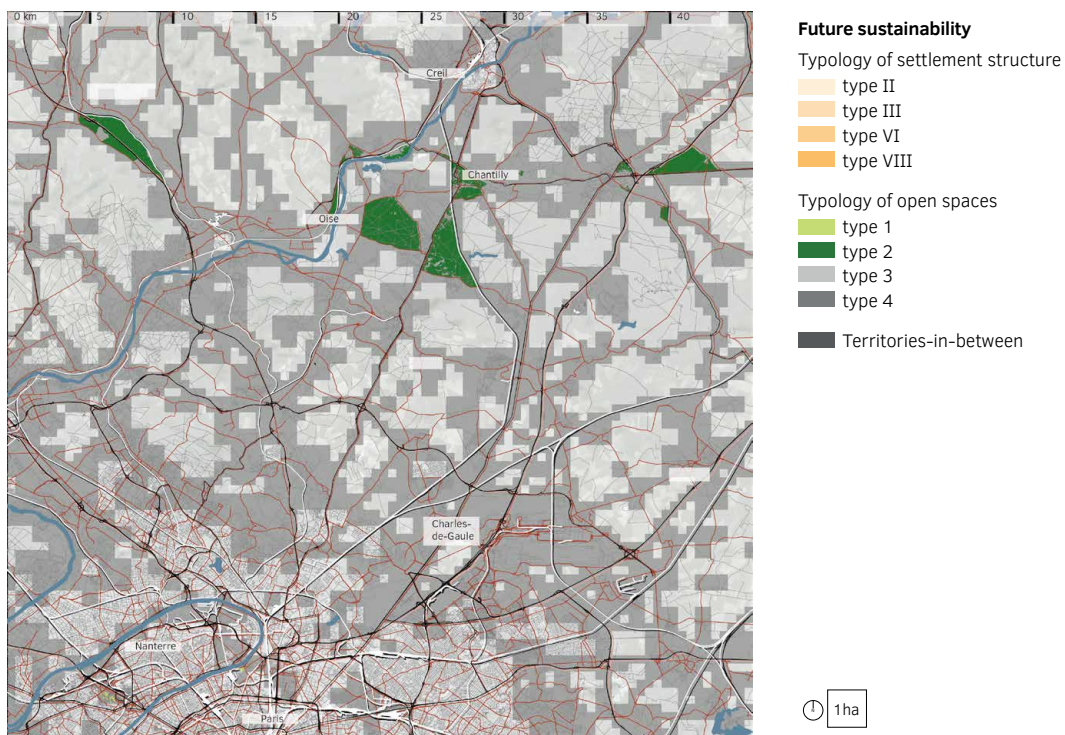 0 km 5 10 15 20 25 30 35 40
Creil
Chantilly
Oise
Charles-
de-Gaule
Nanterre
Paris
Future sustainability
Typology of settlement structure
type II
type III
type VI
type VIII
Typology of open spaces
type 1
type 2
type 3
type 4
Territories-in-between
1ha